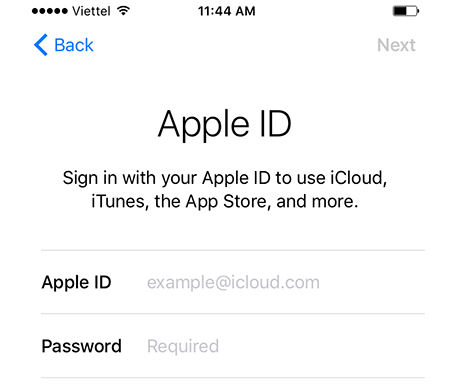 Viettel 11:44 AM
Back Next
Apple ID
Sign in with your Apple ID to use iCloud,
iTunes, the App Store, and more.
Apple ID example@icloud.com
Password Required